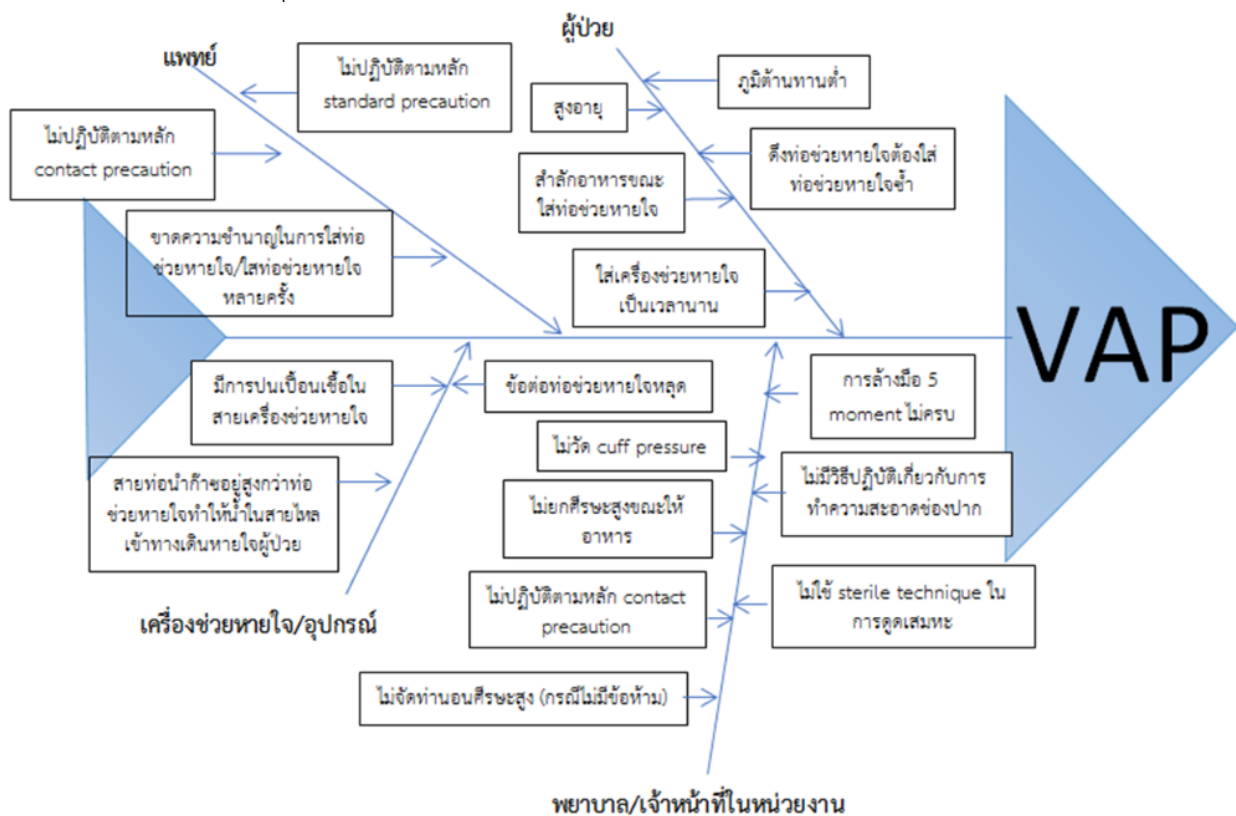 แพทย์
ไม่ปฏิบัติตามหลัก
standard precaution
ไม่ปฏิบัติตามหลัก
contact precaution
ขาดความชำนาญในการใส่ท่อ
ช่วยหายใจ/ใส่ท่อช่วยหายใจ
หลายครั้ง
ผู้ป่วย
ภูมิต้านทานต่ำ
สูงอายุ
ดึงท่อช่วยหายใจต้องใส่
ท่อช่วยหายใจซ้ำ
สำลักอาหารขณะ
ใส่ท่อช่วยหายใจ
ใส่เครื่องช่วยหายใจ
เป็นเวลานาน
VAP
มีการปนเปื้อนเชื้อใน
สายเครื่องช่วยหายใจ
ข้อต่อท่อช่วยหายใจหลุด
สายท่อนำก๊าซอยู่สูงกว่าท่อ
ช่วยหายใจทำให้น้ำในสายไหล
เข้าทางเดินหายใจผู้ป่วย
เครื่องช่วยหายใจ/อุปกรณ์
การล้างมือ 5
moment ไม่ครบ
ไม่วัด cuff pressure
ไม่มีวิธีปฏิบัติเกี่ยวกับการ
ทำความสะอาดช่องปาก
ไม่ยกศีรษะสูงขณะให้
อาหาร
ไม่ปฏิบัติตามหลัก contact
precaution
ไม่ใช้ sterile technique ใน
การดูดเสมหะ
ไม่จัดท่านอนศีรษะสูง (กรณีไม่มีข้อห้าม)
พยาบาล/เจ้าหน้าที่ในหน่วยงาน